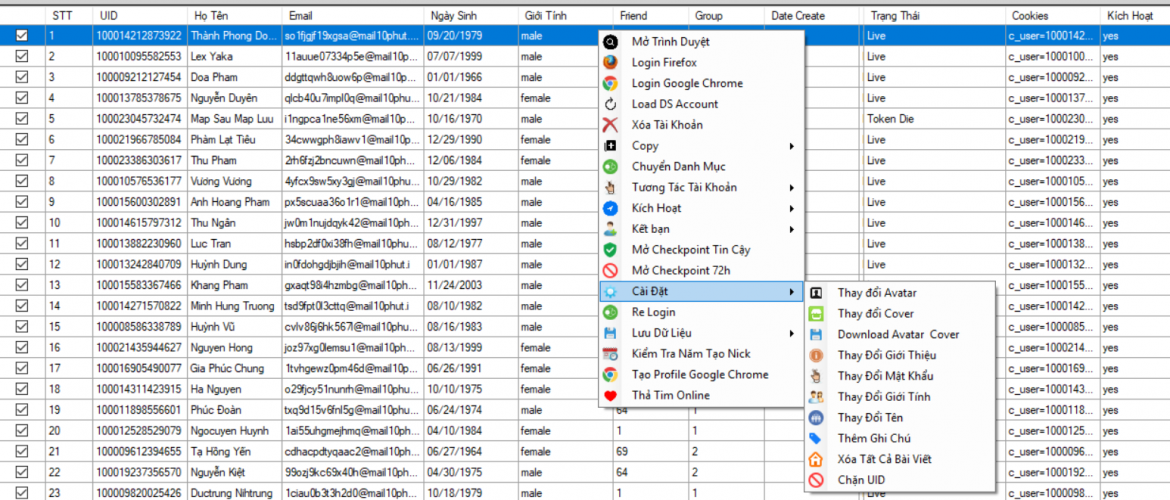 STT UID Họ Tên Email Ngày Sinh Giới Tính Friend Group Date Create Trạng Thái Cookies Kích Hoạt
1 100014212873922 Thành Phong Do... so1fjgf19xgsa@mail10phut.... 09/20/1979 male Live c_user=1000142... yes
2 100010095582553 Lex Yaka 11auue07334p5e@mail10ph... 07/07/1999 male Live c_user=1000100... yes
3 100009212127454 Doa Pham ddgttqwh8uow6p@mail10ph... 01/01/1966 male Live c_user=1000092... yes
4 100013785378675 Nguyễn Duyên qlcb40u7mpl0q@mail10phu... 10/21/1984 female Live c_user=1000137... yes
5 100023045732474 Map Sau Map Luu i1ngpca1ne56xm@mail10ph... 10/16/1970 male Token Die c_user=1000230... yes
6 100021966785084 Phàm Lạt Tiêu 34cwwgph8iawv1@mail10p... 12/29/1990 female Live c_user=1000219... yes
7 100023386303617 Thu Pham 2rh6fzj2bncuwn@mail10ph... 12/06/1984 female Live c_user=1000233... yes
8 100010576536177 Vương Vương 4yfcx9sw5xy3gj@mail10ph... 10/29/1982 male Live c_user=1000105... yes
9 100015600302891 Anh Hoang Pham px5scuaa36o1r1@mail10ph... 04/16/1985 male Live c_user=1000156... yes
10 100014615797312 Thu Ngân jw0m1nujdqyk42@mail10ph... 12/31/1997 male Live c_user=1000146... yes
11 100013882230960 Luc Tran hsbp2df0xi38fh@mail10phu... 08/12/1977 male Live c_user=1000138... yes
12 100013242840709 Huỳnh Dung in0fdohgdjbjih@mail10phut.i 01/01/1987 male Live c_user=1000132... yes
13 100015583367466 Khang Pham gxaqt98i4hzmbg@mail10ph... 11/24/2003 male c_user=1000155... yes
14 100014271570822 Minh Hung Truong tsd9fpt0l3cttq@mail10phut.i 08/10/1982 male c_user=1000142... yes
15 100008586338789 Huỳnh Vũ cvlv86j6hk567l@mail10phu... 08/16/1983 male c_user=1000085... yes
16 100021435944627 Nguyen Hong joz97xg0lemsu1@mail10ph... 08/13/1999 female c_user=1000214... yes
17 100016905490077 Gia Phúc Chung 1tvhgewz0pm46d@mail10p... 06/26/1991 female c_user=1000169... yes
18 100014311423915 Ha Nguyen o29fjcy51nunrh@mail10phu... 10/10/1975 male c_user=1000143... yes
19 100011898556601 Phúc Đoàn txq9d15v6fnl5g@mail10phu... 06/24/1974 male 64 c_user=1000118... yes
20 100012528529079 Ngocuyen Huynh 1ai55uhgmejhmq@mail10ph... 04/10/1984 female 1 1 c_user=1000125... yes
21 100009612394655 Tạ Hồng Yến cdhacpdtyqaac2@mail10ph... 06/27/1964 female 69 2 c_user=1000096... yes
22 100019237356570 Nguyễn Kiệt 99ozj9kc69x40h@mail10ph... 04/30/1975 male 64 2 c_user=1000192... yes
23 100009820025426 Ductrung Nihtrung 1ciau0b3t3h2d0@mail10phu... 10/18/1979 male 1 1 Live c_user=1000098... yes
Mở Trình Duyệt
Login Firefox
Login Google Chrome
Load DS Account
Xóa Tài Khoản
Copy
Chuyển Danh Mục
Tương Tác Tài Khoản
Kích Hoạt
Kết bạn
Mở Checkpoint Tin Cậy
Mở Checkpoint 72h
Cài Đặt
Re Login
Lưu Dữ Liệu
Kiểm Tra Năm Tạo Nick
Tạo Profile Google Chrome
Thả Tim Online
Thay đổi Avatar
Thay đổi Cover
Download Avatar Cover
Thay Đổi Giới Thiệu
Thay Đổi Mật Khẩu
Thay Đổi Giới Tính
Thay Đổi Tên
Thêm Ghi Chú
Xóa Tất Cả Bài Viết
Chặn UID